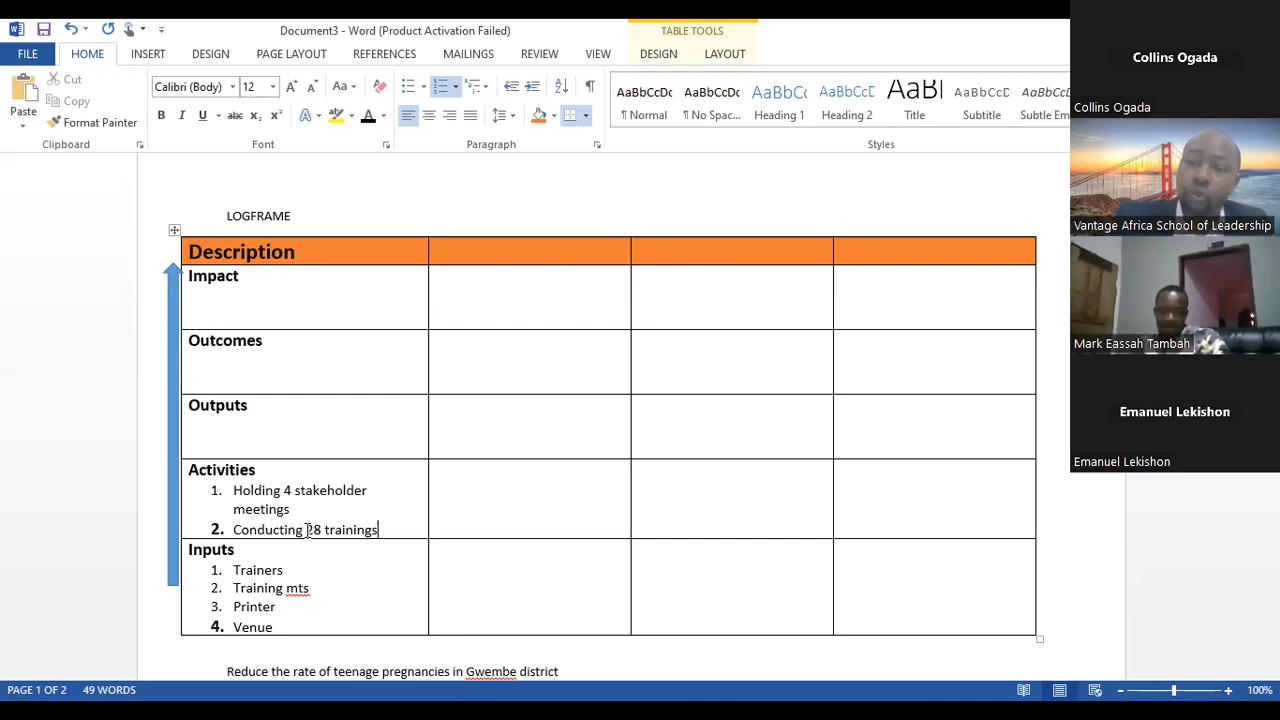 Document3 - Word (Product Activation Failed)
TABLE TOOLS
FILE
HOME
INSERT
DESIGN
PAGE LAYOUT
REFERENCES
MAILINGS
REVIEW
VIEW
DESIGN
LAYOUT
Paste
Cut
Copy
Format Painter
Clipboard
Calibri (Body)
12
Font
Paragraph
AaBbCcDc
¶ Normal
AaBbCcDc
¶ No Spac...
AaBbCc
Heading 1
AaBbCcD
Heading 2
AaBl
Title
AaBbCcD
Subtitle
AaBbCcD
Subtle Em...
Styles
LOGFRAME
Description
Impact
Outcomes
Outputs
Activities
1. Holding 4 stakeholder
meetings
2. Conducting 28 trainings
Inputs
1. Trainers
2. Training mts
3. Printer
4. Venue
Reduce the rate of teenage pregnancies in Gwembe district
PAGE 1 OF 2
49 WORDS
100%
Collins Ogada
Collins Ogada
Vantage Africa School of Leadership
Mark Eassah Tambah
Emanuel Lekishon
Emanuel Lekishon